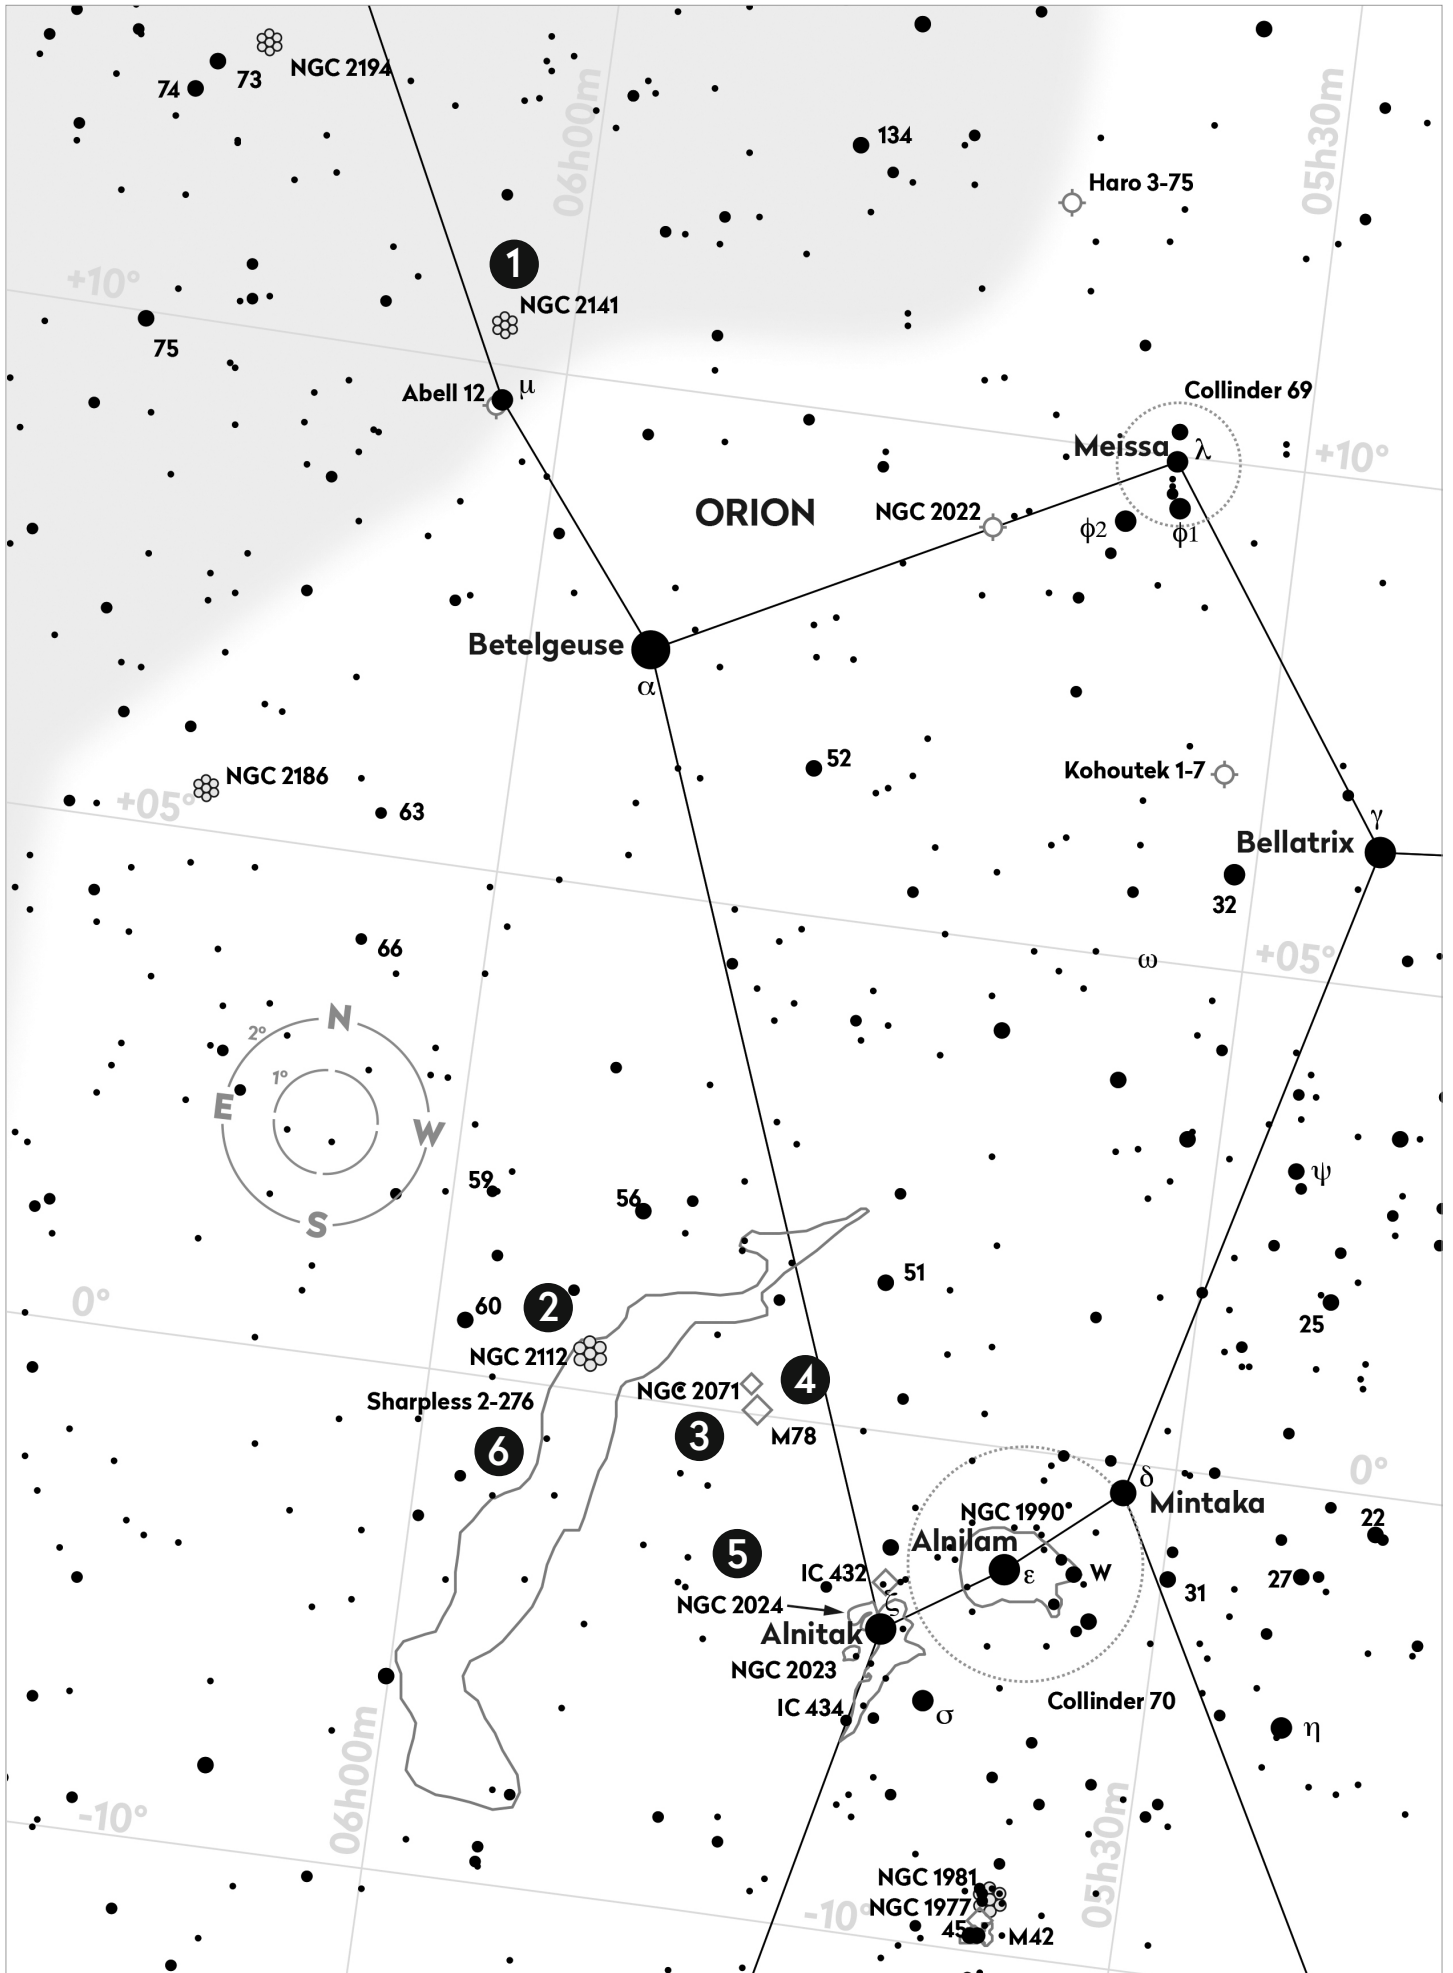 NGC 2194
73
74
06h00m
05h30m
134
Haro 3-75
1
+10°
NGC 2141
75
Abell 12
μ
Collinder 69
Meissa
λ
+10°
ORION
NGC 2022
ϕ2
ϕ1
Betelgeuse
α
52
Kohoutek 1-7
NGC 2186
+05°
63
γ
Bellatrix
32
66
ω
+05°
N
2°
1°
E
W
S
59
56
ψ
51
0°
60
2
25
NGC 2112
4
NGC 2071
Sharpless 2-276
3
M78
6
0°
δ
Mintaka
NGC 1990
22
Alnilam
5
IC 432
ε
W
27
31
NGC 2024
ζ
Alnitak
NGC 2023
IC 434
σ
Collinder 70
η
06h00m
05h30m
-10°
NGC 1981
NGC 1977
-10°
45
M42